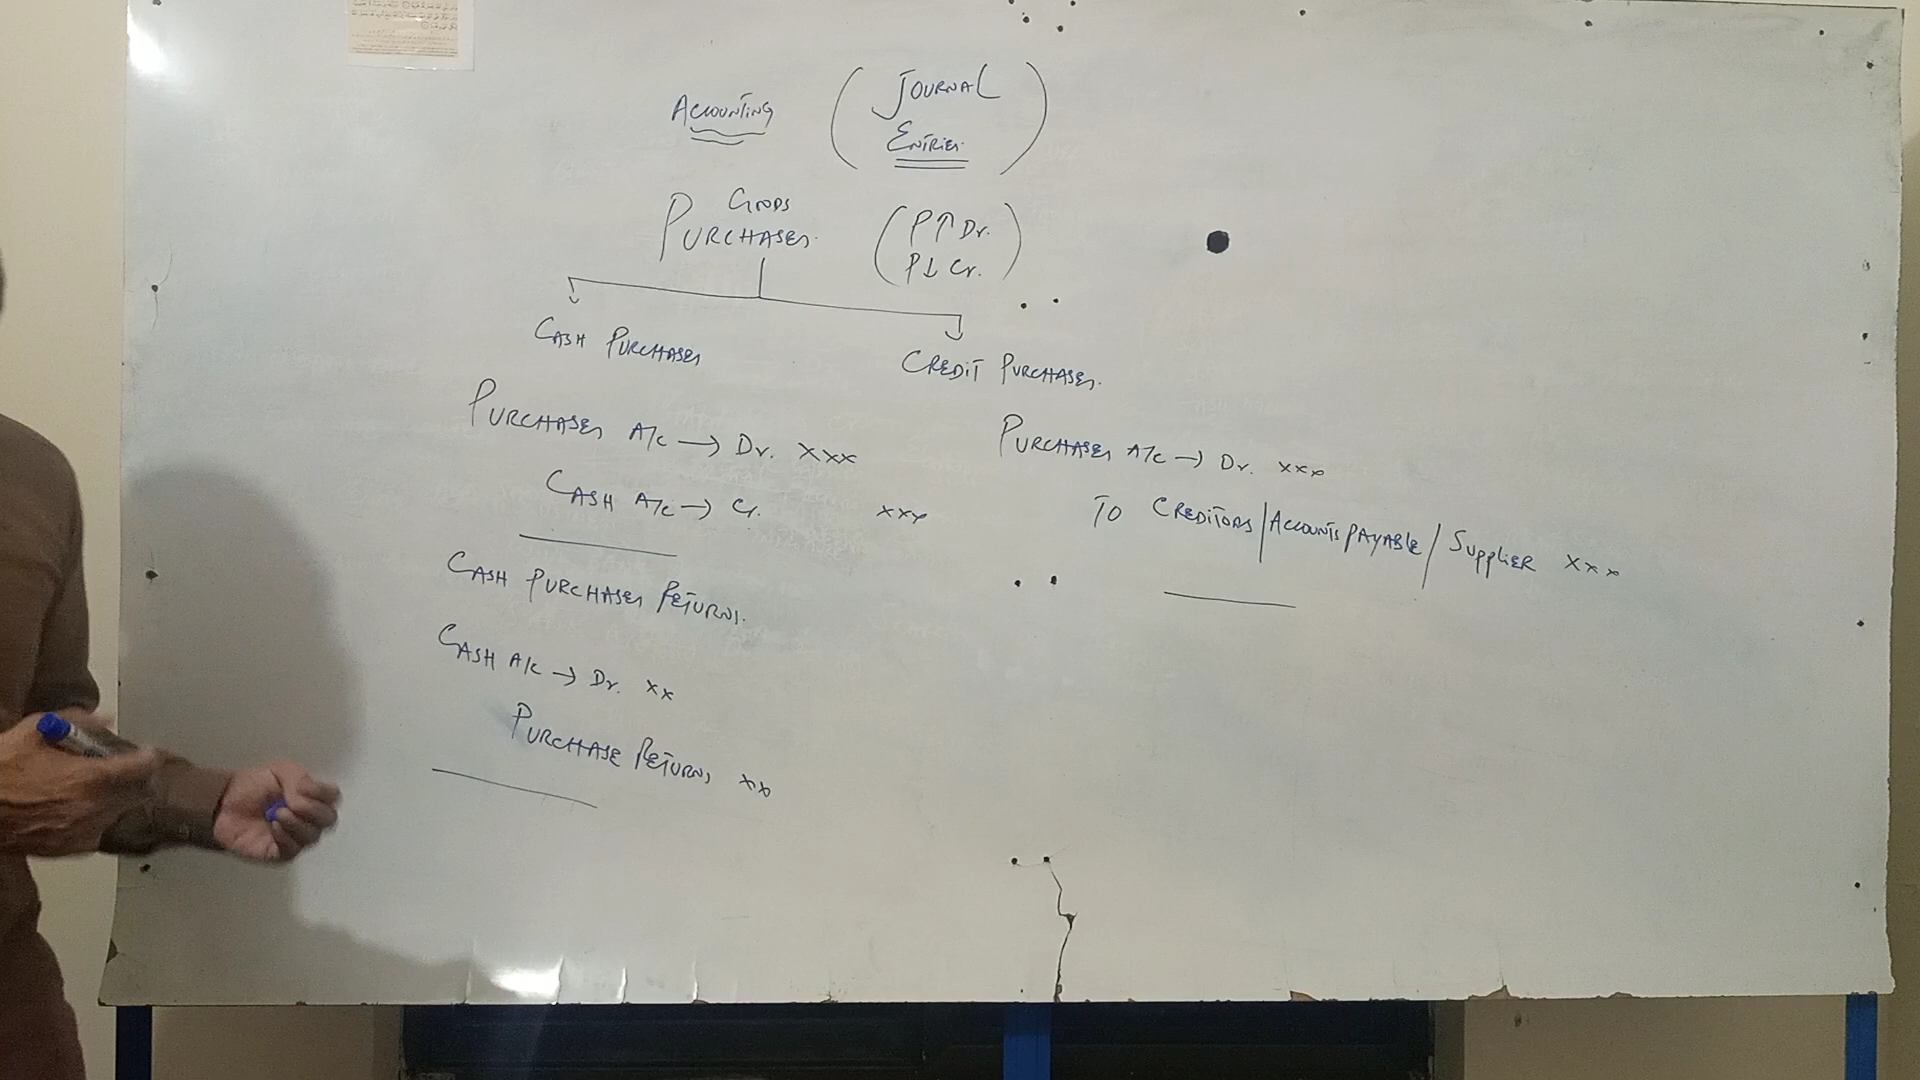 ACCOUNTING (JOURNAL
ENTRIES)
GOODS
PURCHASES. (P↑ Dr.
P↓ Cr.)
CASH PURCHASES
CREDIT PURCHASES.
PURCHASES A/c → Dr. xxx
CASH A/c → Cr. xxx
CASH PURCHASES RETURNS.
CASH A/c → Dr. xx
PURCHASE RETURNS xx
PURCHASES A/c → Dr. xxx
TO CREDITORS/ACCOUNTS PAYABLE/SUPPLIER xxx